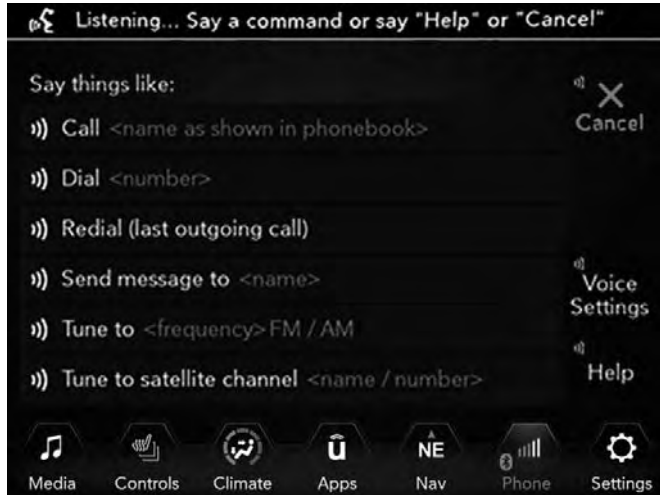 Listening... Say a command or say "Help" or "Cancel"
Say things like:
Cancel
Call <name as shown in phonebook>
Dial <number>
Redial (last outgoing call)
Send message to <name>
Voice
Settings
Tune to <frequency> FM / AM
Tune to satellite channel <name / number>
Help
û
NE
Media Controls Climate Apps Nav Phone Settings